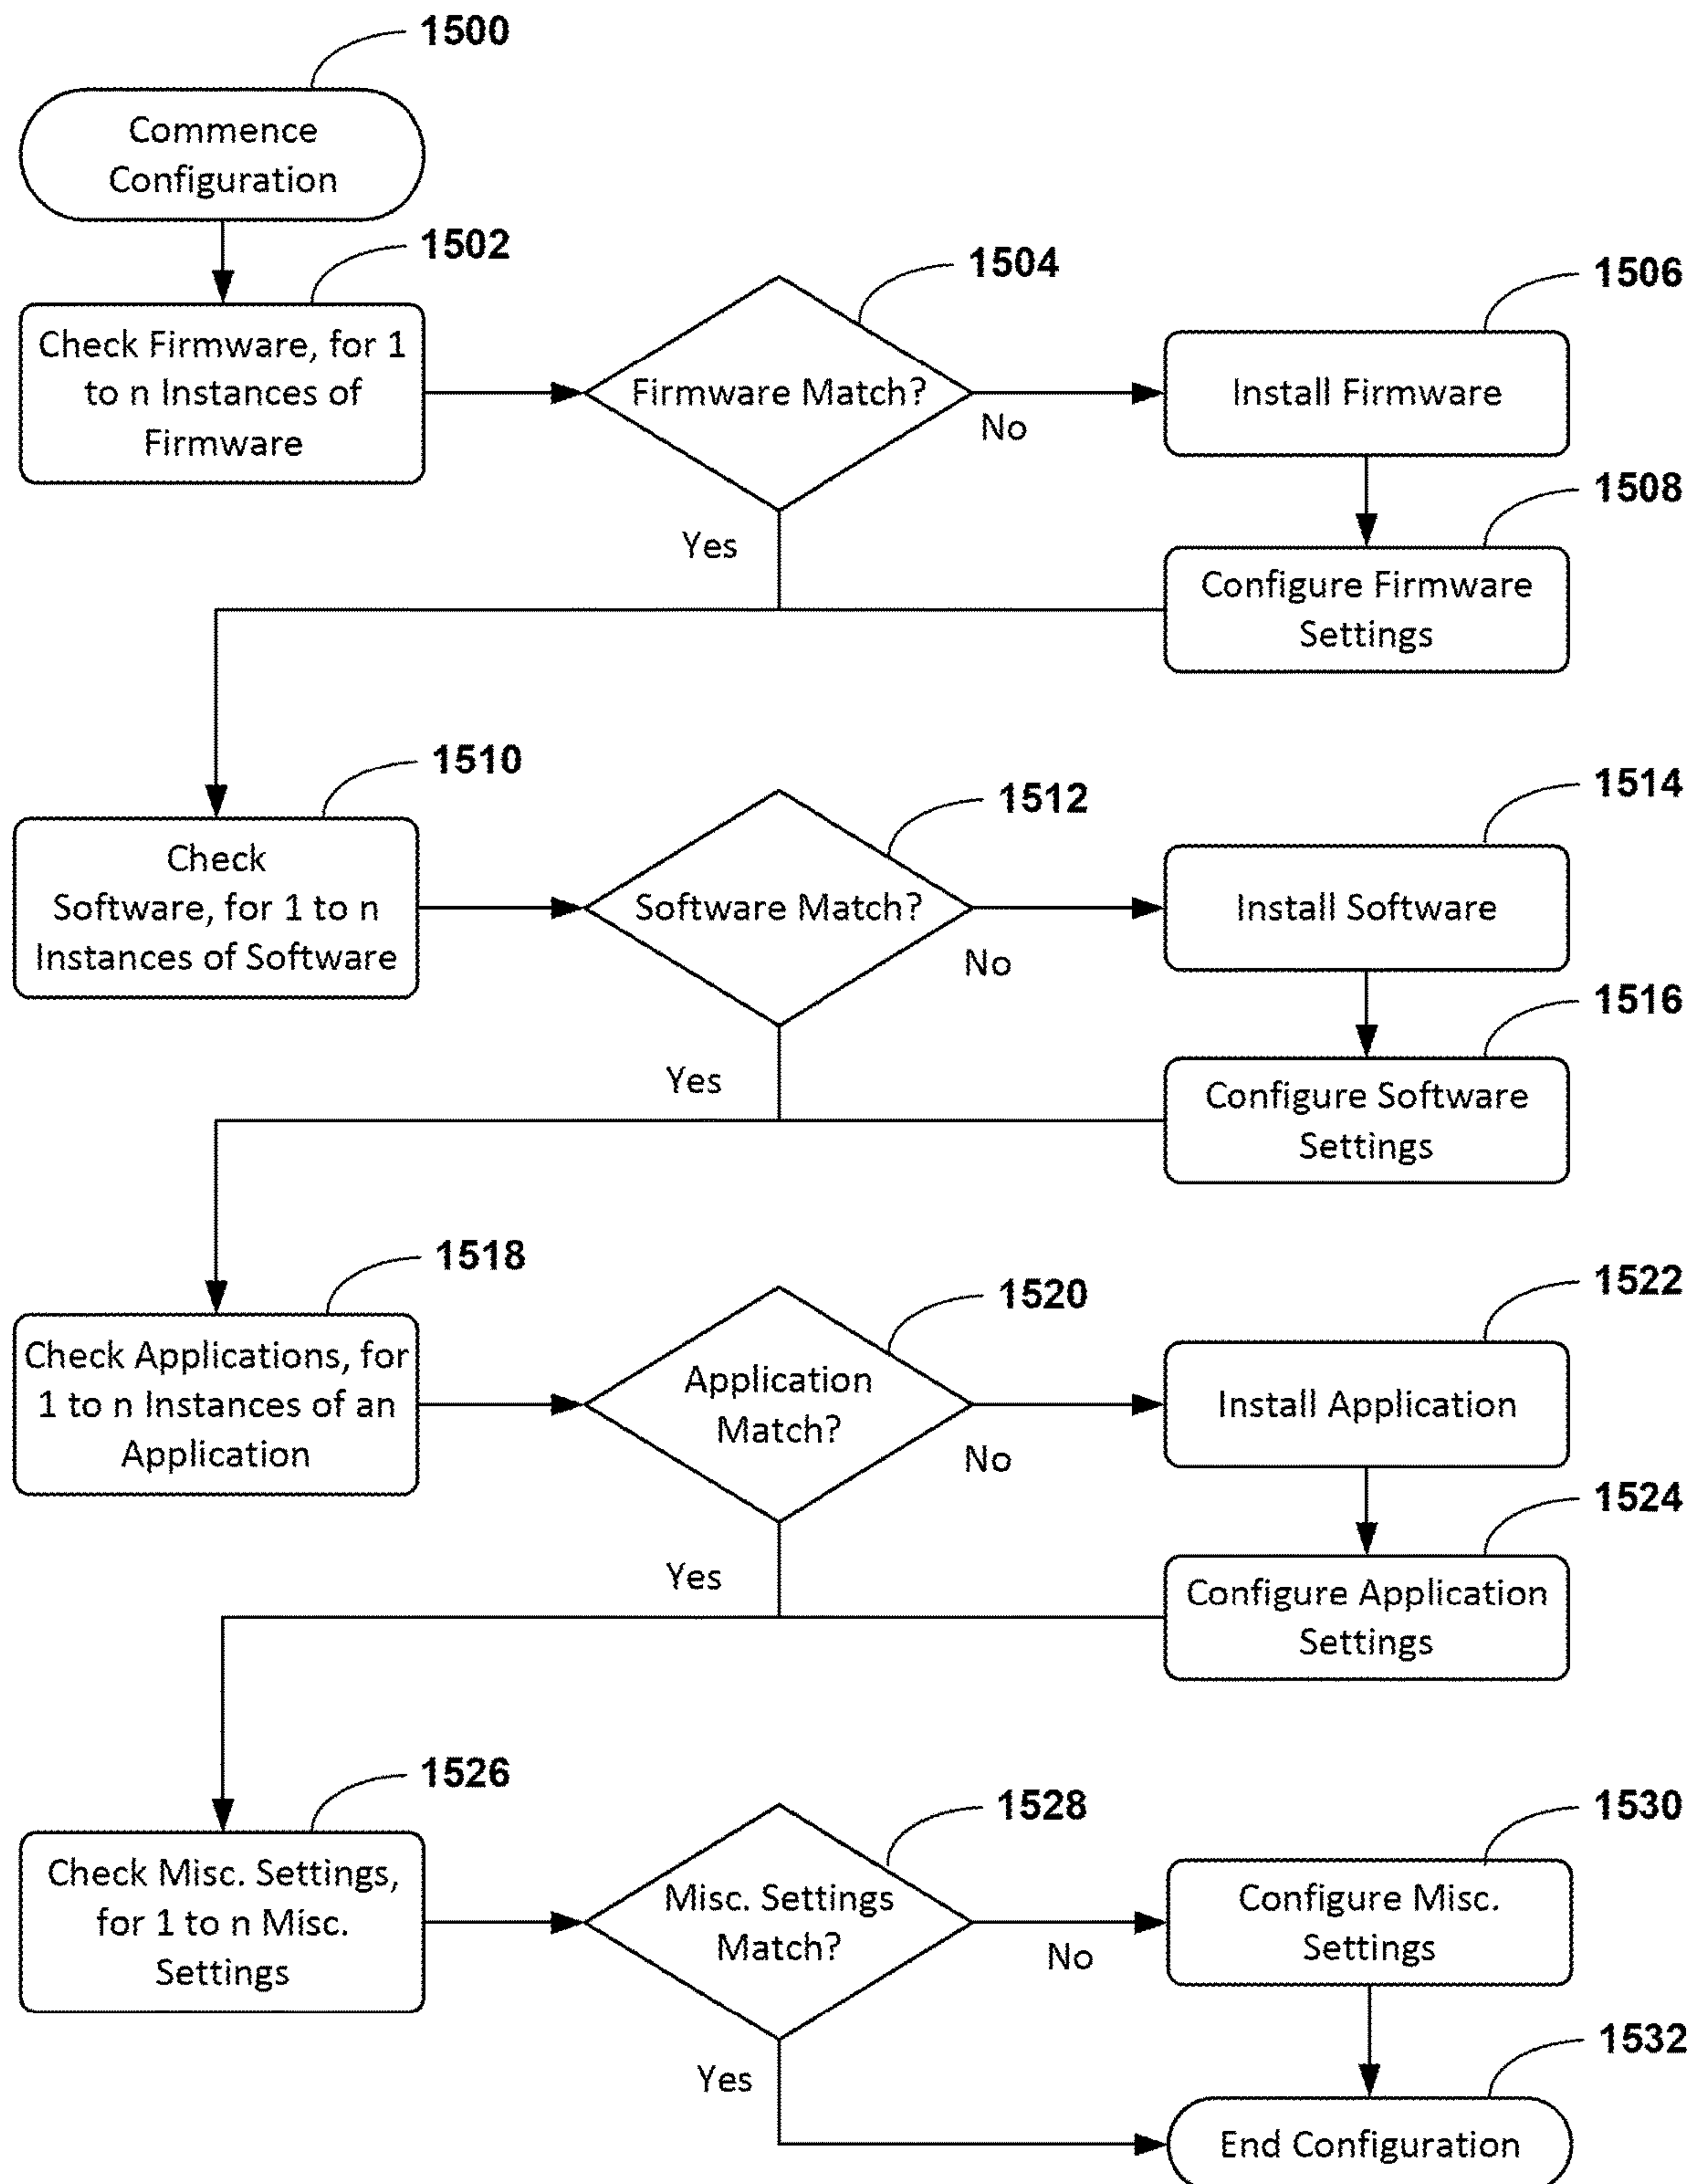 1500
Commence
Configuration
1502
Check Firmware, for 1
to n Instances of
Firmware
1504
Firmware Match?
No
Yes
1506
Install Firmware
1508
Configure Firmware
Settings
1510
Check
Software, for 1 to n
Instances of Software
1512
Software Match?
No
Yes
1514
Install Software
1516
Configure Software
Settings
1518
Check Applications, for
1 to n Instances of an
Application
1520
Application
Match?
No
Yes
1522
Install Application
1524
Configure Application
Settings
1526
Check Misc. Settings,
for 1 to n Misc.
Settings
1528
Misc. Settings
Match?
No
Yes
1530
Configure Misc.
Settings
1532
End Configuration